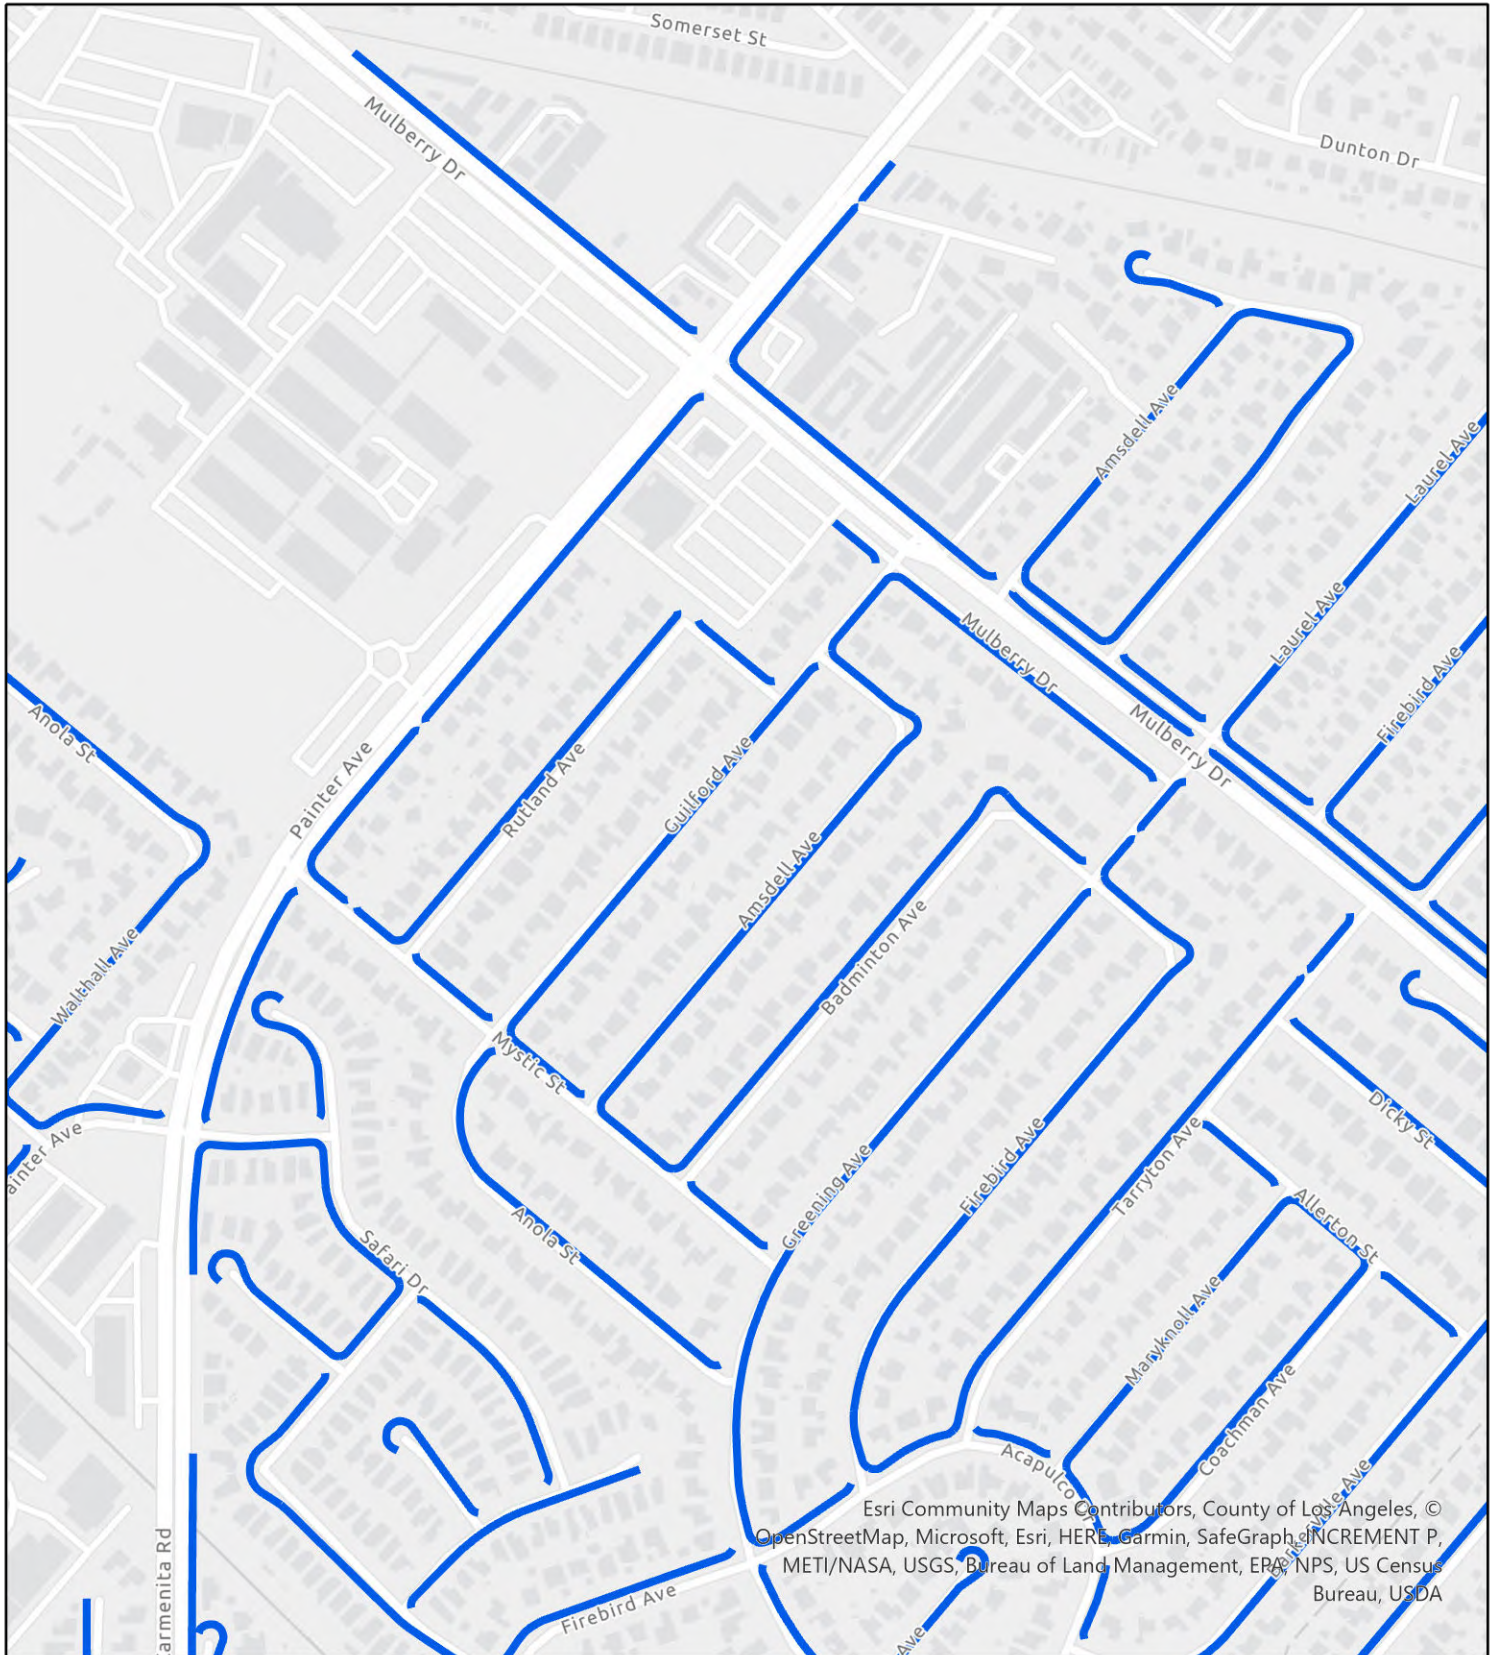 Somerset St
Mulberry Dr
Dunton Dr
Amsdell Ave
Laurel Ave
Laurel Ave
Mulberry Dr
Firebird Ave
Anola St
Mulberry Dr
Painter Ave
Rutland Ave
Guilford Ave
Amsdell Ave
Badminton Ave
Walthall Ave
Mystic St
Dicky St
ainter Ave
Greening Ave
Firebird Ave
Tarryton Ave
Allerton St
Anola St
Safari Dr
Maryknoll Ave
Coachman Ave
Acapulco Dr
Esri Community Maps Contributors, County of Los Angeles, ©
OpenStreetMap, Microsoft, Esri, HERE, Garmin, SafeGraph, INCREMENT P,
METI/NASA, USGS, Bureau of Land Management, EPA, NPS, US Census
Bureau, USDA
armenita Rd
Firebird Ave
Ave